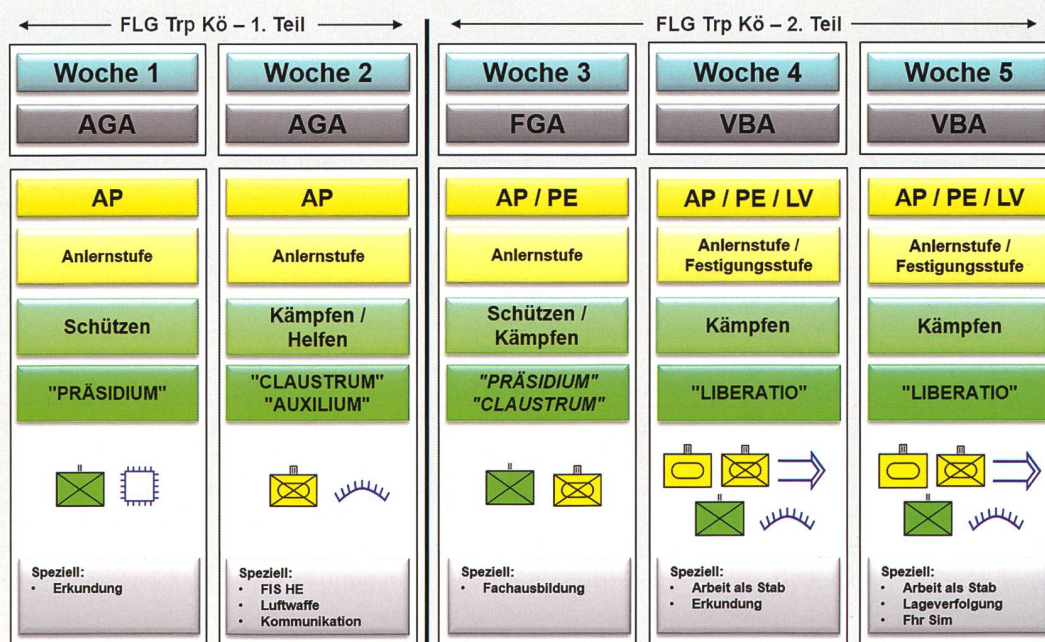 FLG Trp Kö – 1. Teil
FLG Trp Kö – 2. Teil
Woche 1
AGA
AP
Anlernstufe
Schützen
"PRÄSIDIUM"
Speziell:
• Erkundung
Woche 2
AGA
AP
Anlernstufe
Kämpfen /
Helfen
"CLAUSTRUM"
"AUXILIUM"
Speziell:
• FIS HE
• Luftwaffe
• Kommunikation
Woche 3
FGA
AP / PE
Anlernstufe
Schützen /
Kämpfen
"PRÄSIDIUM"
"CLAUSTRUM"
Speziell:
• Fachausbildung
Woche 4
VBA
AP / PE / LV
Anlernstufe /
Festigungsstufe
Kämpfen
"LIBERATIO"
Speziell:
• Arbeit als Stab
• Erkundung
Woche 5
VBA
AP / PE / LV
Anlernstufe /
Festigungsstufe
Kämpfen
"LIBERATIO"
Speziell:
• Arbeit als Stab
• Lageverfolgung
• Fhr Sim